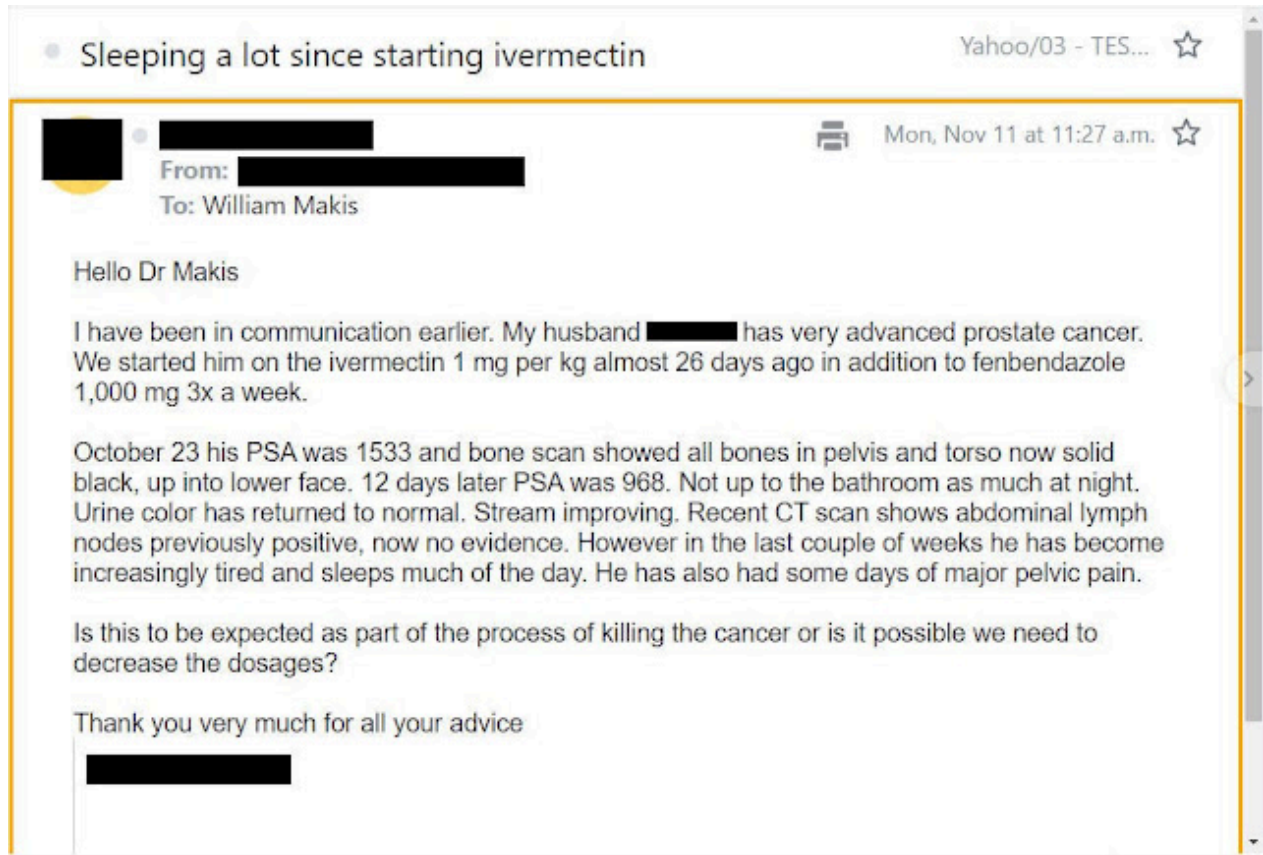 Sleeping a lot since starting ivermectin
Yahoo/03 - TES...
Mon, Nov 11 at 11:27 a.m.
From:
To: William Makis
Hello Dr Makis
I have been in communication earlier. My husband has very advanced prostate cancer.
We started him on the ivermectin 1 mg per kg almost 26 days ago in addition to fenbendazole
1,000 mg 3x a week.
October 23 his PSA was 1533 and bone scan showed all bones in pelvis and torso now solid
black, up into lower face. 12 days later PSA was 968. Not up to the bathroom as much at night.
Urine color has returned to normal. Stream improving. Recent CT scan shows abdominal lymph
nodes previously positive, now no evidence. However in the last couple of weeks he has become
increasingly tired and sleeps much of the day. He has also had some days of major pelvic pain.
Is this to be expected as part of the process of killing the cancer or is it possible we need to
decrease the dosages?
Thank you very much for all your advice